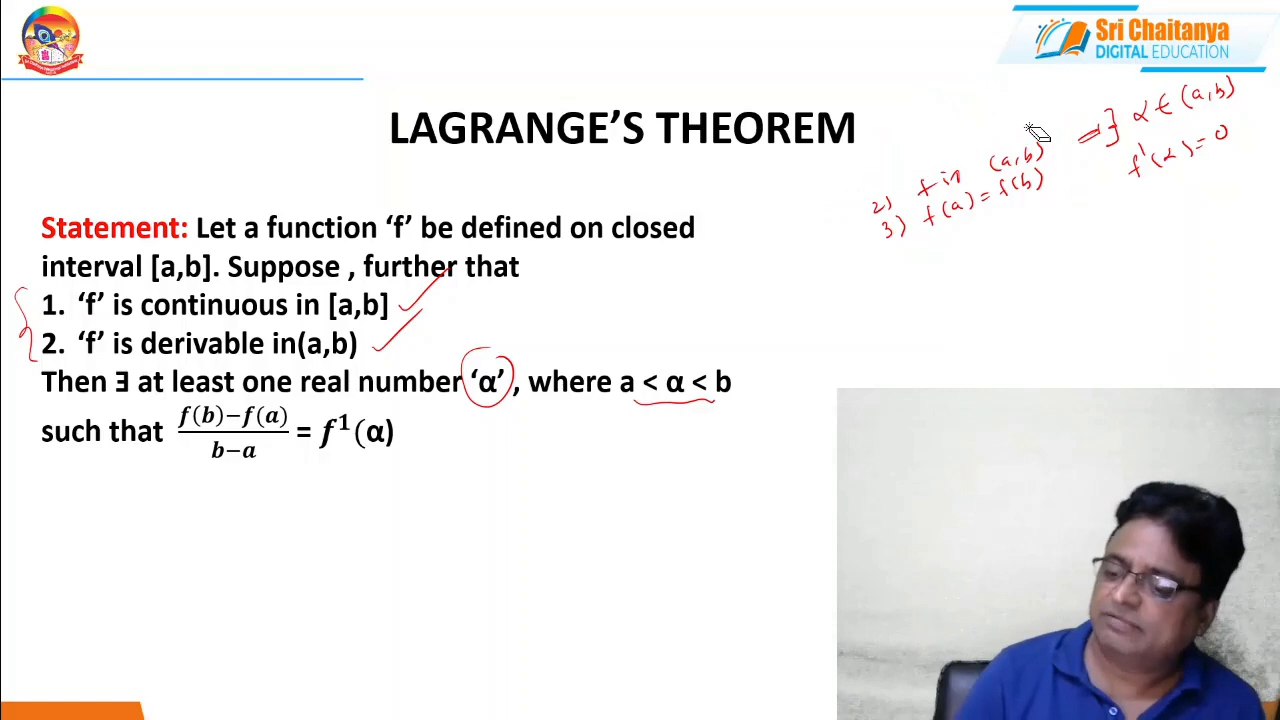 Sri Chaitanya
DIGITAL EDUCATION
LAGRANGE’S THEOREM
2) f in (a,b)
3) f(a) = f(b)
⇒} α ∈ (a,b)
f'(α) = 0
Statement: Let a function ‘f’ be defined on closed
interval [a,b]. Suppose , further that
1. ‘f’ is continuous in [a,b]
2. ‘f’ is derivable in(a,b)
Then ∃ at least one real number ‘α’ , where a < α < b
such that f(b)−f(a)/b−a = f¹(α)